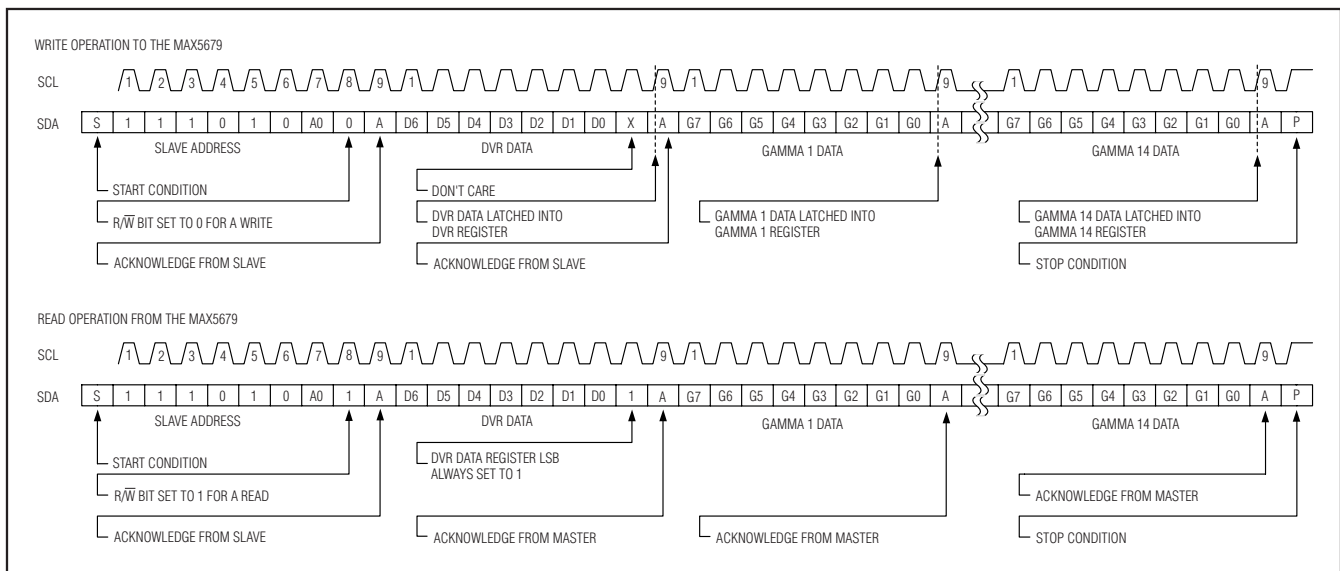 WRITE OPERATION TO THE MAX5679
SCL 1 2 3 4 5 6 7 8 9 1 9 1 9 1 9
SDA S 1 1 1 0 1 0 A0 0 A D6 D5 D4 D3 D2 D1 D0 X A G7 G6 G5 G4 G3 G2 G1 G0 A G7 G6 G5 G4 G3 G2 G1 G0 A P
SLAVE ADDRESS DVR DATA GAMMA 1 DATA GAMMA 14 DATA
START CONDITION DON'T CARE
R/W̅ BIT SET TO 0 FOR A WRITE DVR DATA LATCHED INTO GAMMA 1 DATA LATCHED INTO GAMMA 14 DATA LATCHED INTO
DVR REGISTER GAMMA 1 REGISTER GAMMA 14 REGISTER
ACKNOWLEDGE FROM SLAVE ACKNOWLEDGE FROM SLAVE STOP CONDITION
READ OPERATION FROM THE MAX5679
SCL 1 2 3 4 5 6 7 8 9 1 9 1 9 1 9
SDA S 1 1 1 0 1 0 A0 1 A D6 D5 D4 D3 D2 D1 D0 1 A G7 G6 G5 G4 G3 G2 G1 G0 A G7 G6 G5 G4 G3 G2 G1 G0 A P
SLAVE ADDRESS DVR DATA GAMMA 1 DATA GAMMA 14 DATA
START CONDITION DVR DATA REGISTER LSB
ALWAYS SET TO 1
R/W̅ BIT SET TO 1 FOR A READ ACKNOWLEDGE FROM MASTER
ACKNOWLEDGE FROM SLAVE ACKNOWLEDGE FROM MASTER ACKNOWLEDGE FROM MASTER STOP CONDITION